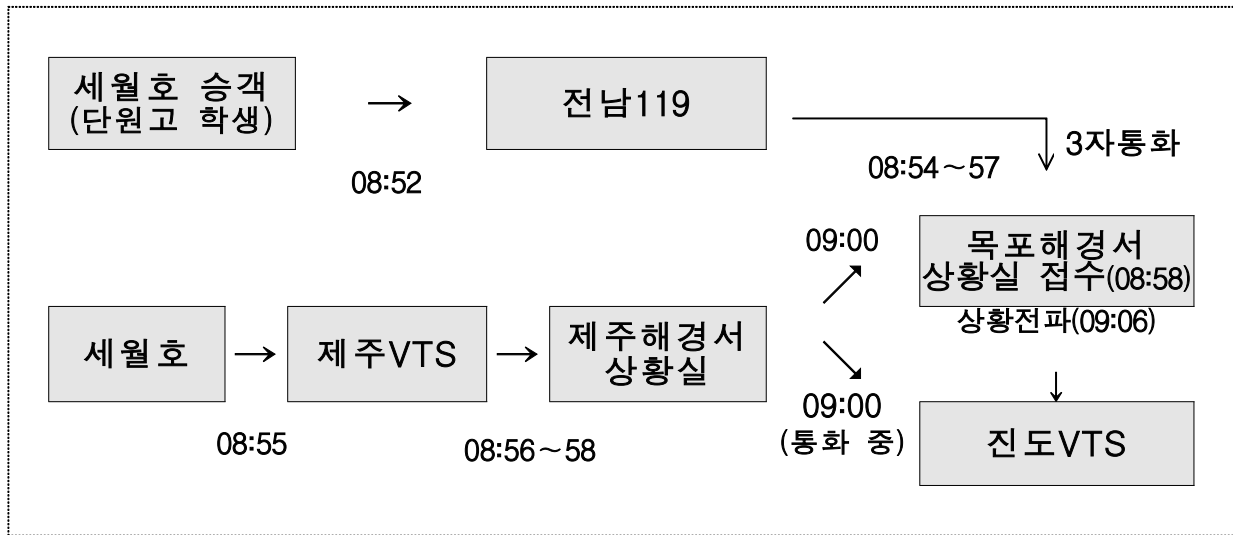 세월호 승객
(단원고 학생)
→
전남119
08:52
3자통화
08:54～57
09:00
목포해경서
상황실 접수(08:58)
상황전파(09:06)
세월호
→
제주VTS
→
제주해경서
상황실
08:55
08:56～58
09:00
(통화 중)
진도VTS